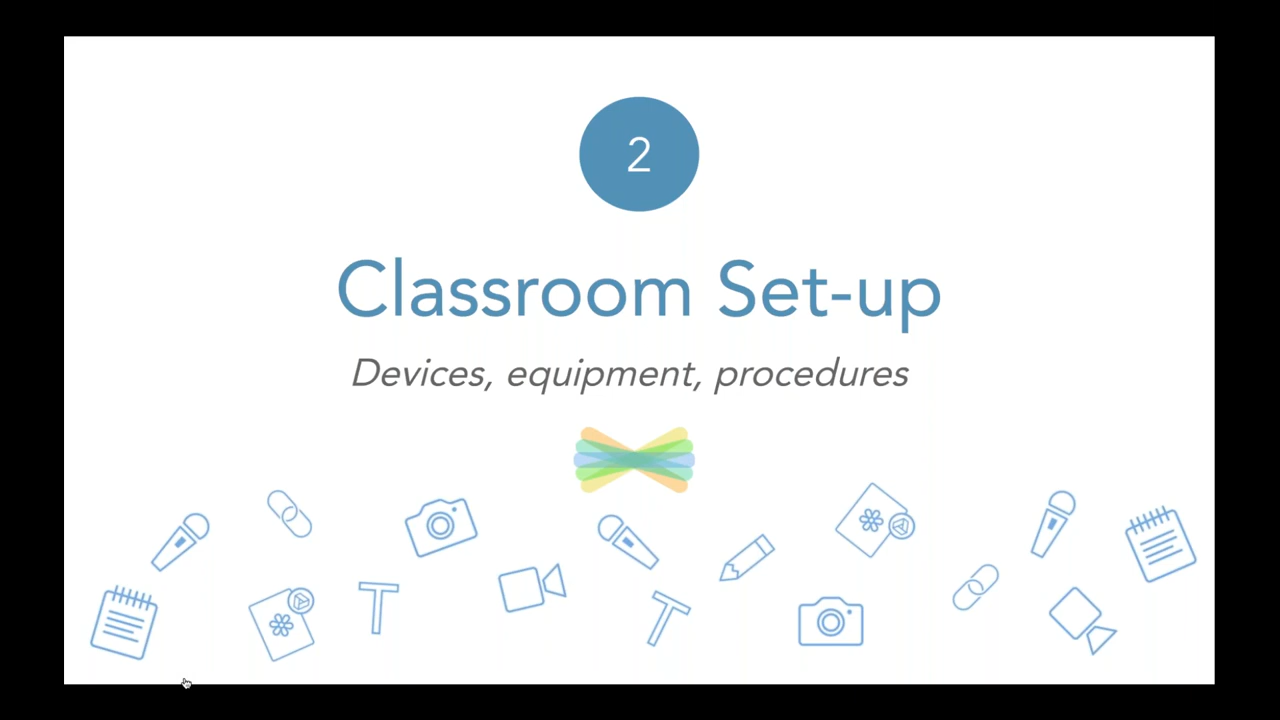 2
Classroom Set-up
Devices, equipment, procedures